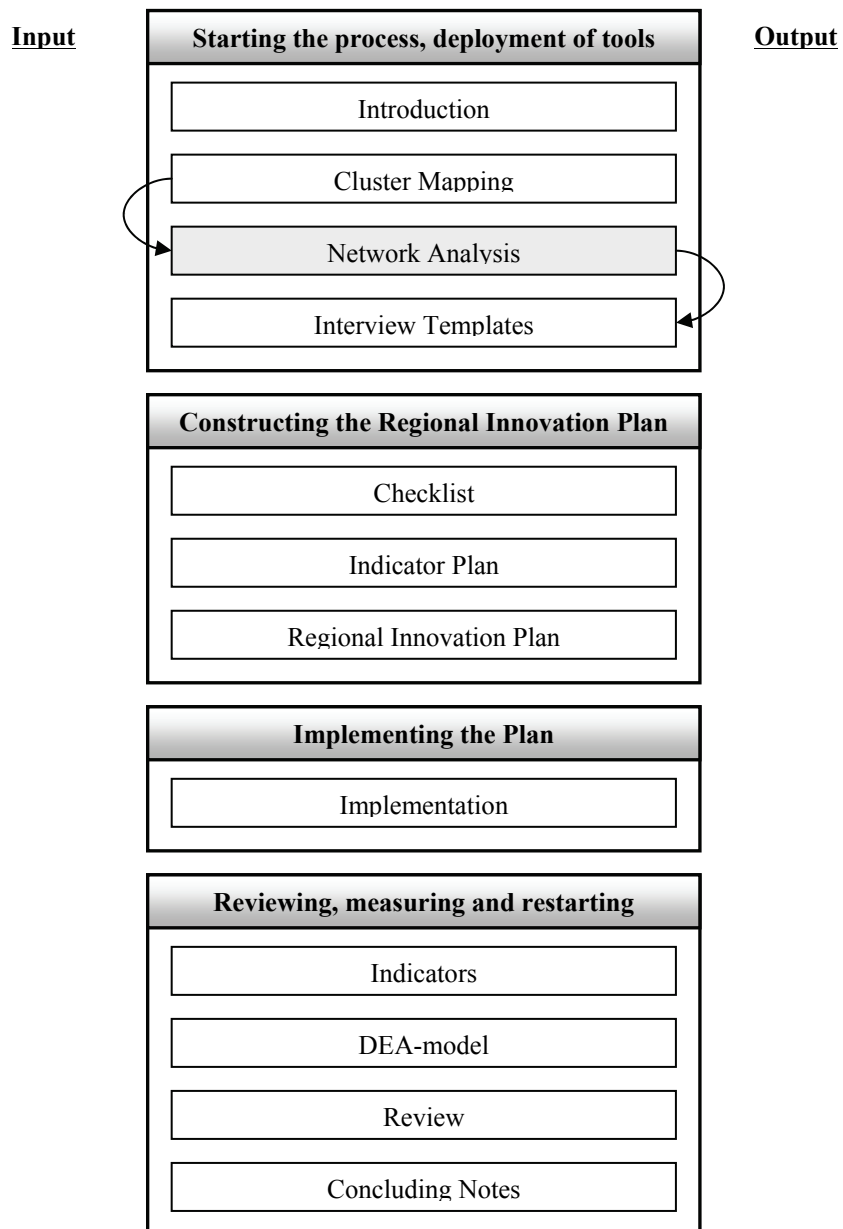 Input
Starting the process, deployment of tools
Output
Introduction
Cluster Mapping
Network Analysis
Interview Templates
Constructing the Regional Innovation Plan
Checklist
Indicator Plan
Regional Innovation Plan
Implementing the Plan
Implementation
Reviewing, measuring and restarting
Indicators
DEA-model
Review
Concluding Notes